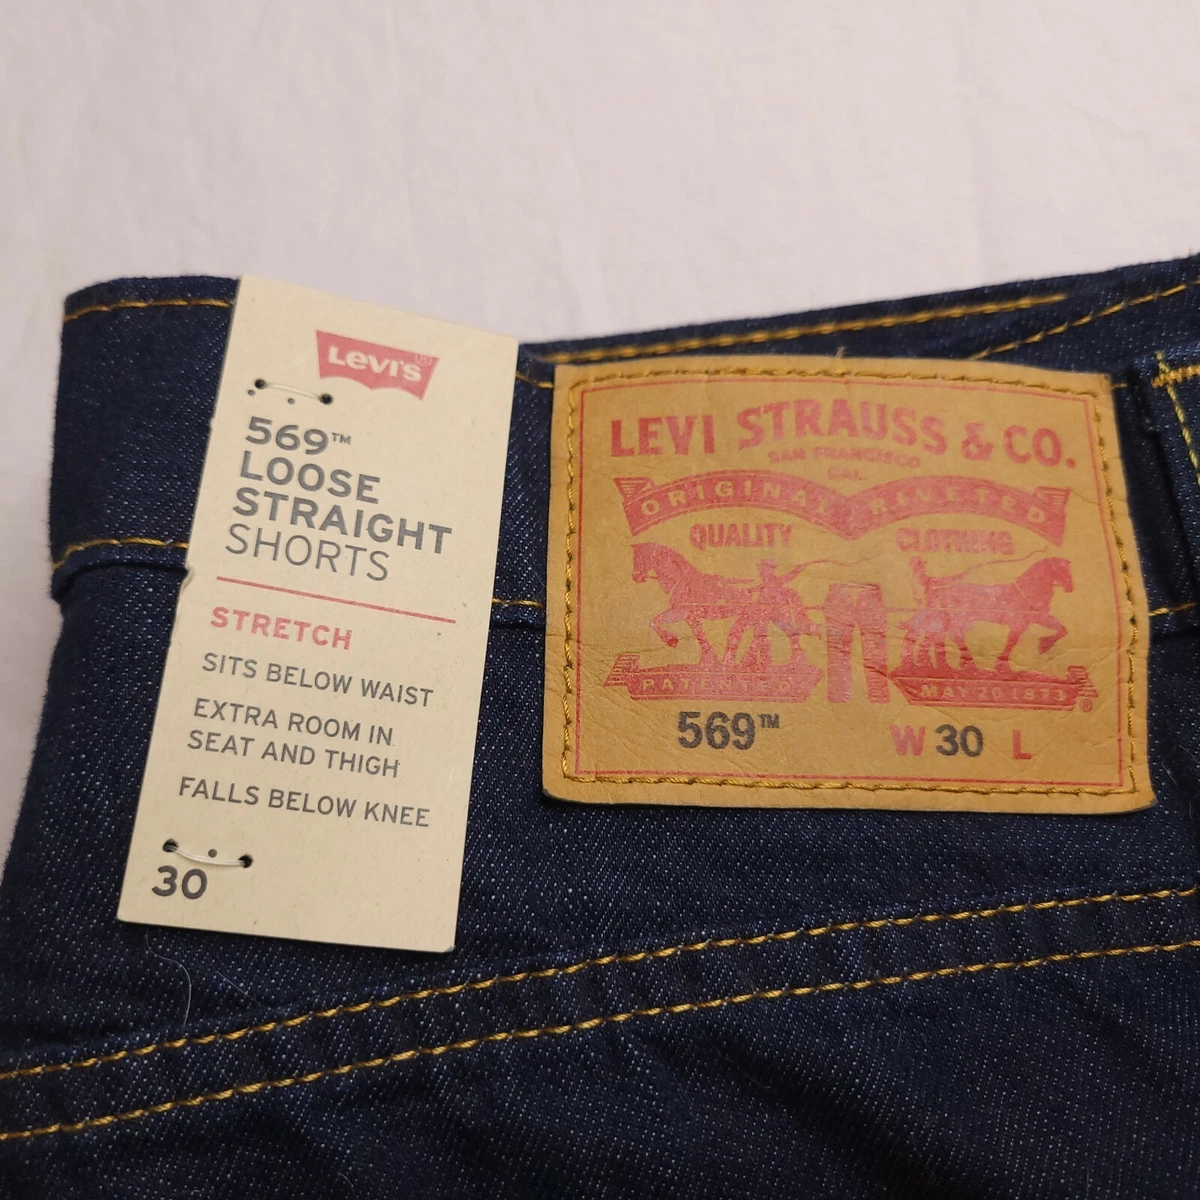 LEVI'S
569™
LOOSE
STRAIGHT
SHORTS
STRETCH
SITS BELOW WAIST
EXTRA ROOM IN
SEAT AND THIGH
FALLS BELOW KNEE
30
LEVI STRAUSS & CO.
SAN FRANCISCO
CAL.
ORIGINAL RIVETED
QUALITY CLOTHING
PATENTED MAY 20 1873 ®
569™ W 30 L